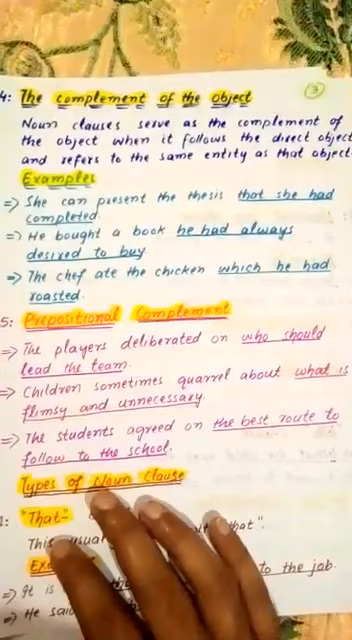 3
4: The complement of the object
Noun clauses serve as the complement of
the object when it follows the direct object
and refers to the same entity as that object
Examples
=> She can present the thesis that she had
completed.
=> He bought a book he had always
desired to buy.
=> The chef ate the chicken which he had
roasted.
5: Prepositional Complement
=> The players deliberated on who should
lead the team.
=> Children sometimes quarrel about what is
flimsy and unnecessary.
=> The students agreed on the best route to
follow to the school.
Types of Noun Clause
1: "That"
This usual "that".
to the job.
=> It is
=> He said